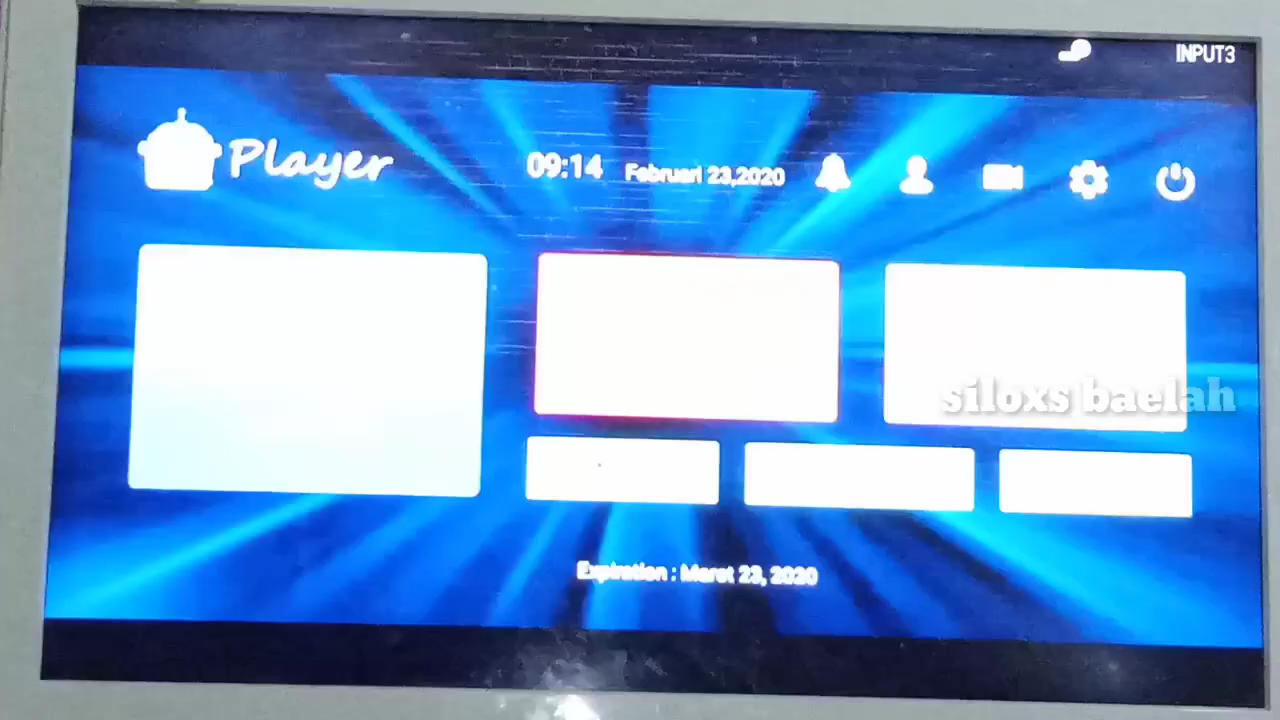 INPUT3
Player
09:14 Februari 23,2020
siloxs baelah
Expiration : Maret 23, 2020